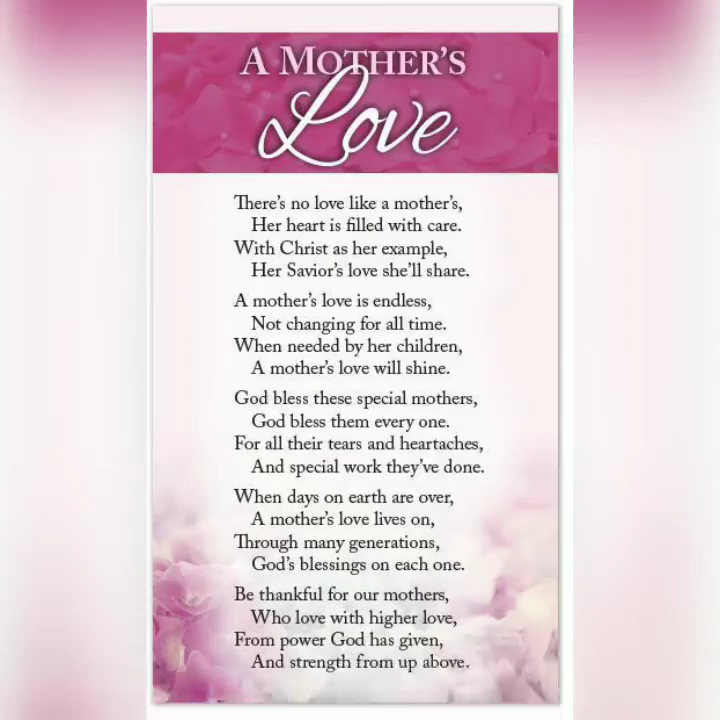 A MOTHER'S
Love
There's no love like a mother's,
Her heart is filled with care.
With Christ as her example,
Her Savior's love she'll share.
A mother's love is endless,
Not changing for all time.
When needed by her children,
A mother's love will shine.
God bless these special mothers,
God bless them every one.
For all their tears and heartaches,
And special work they've done.
When days on earth are over,
A mother's love lives on,
Through many generations,
God's blessings on each one.
Be thankful for our mothers,
Who love with higher love,
From power God has given,
And strength from up above.